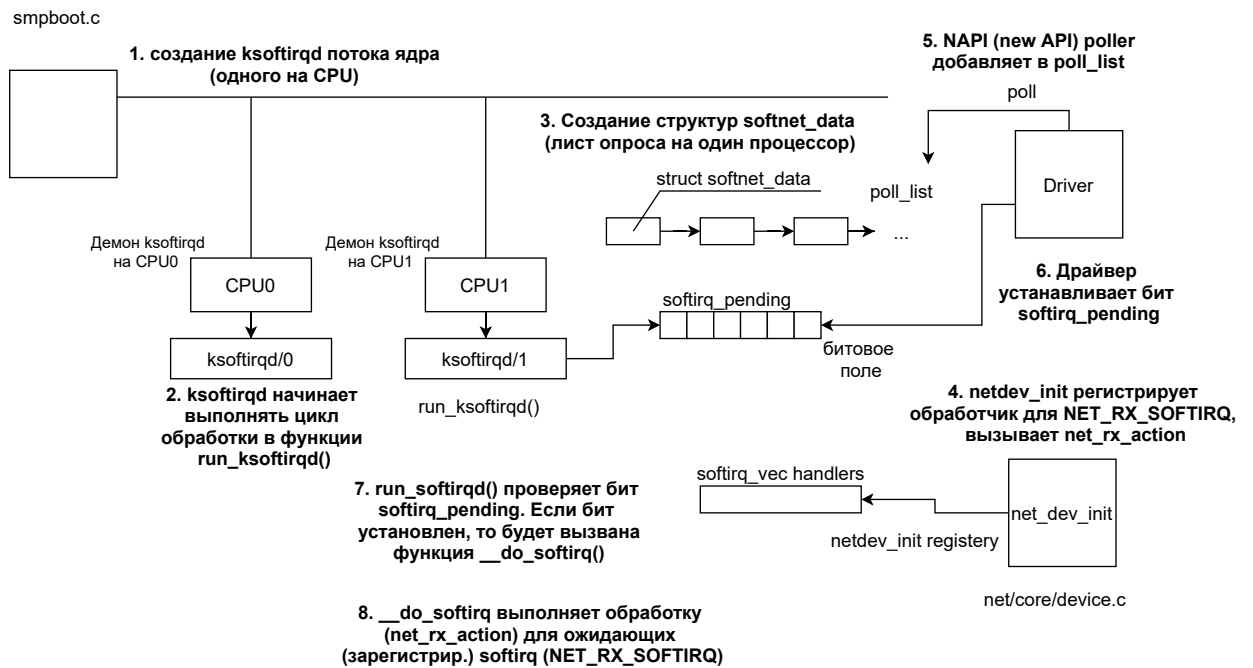 smpboot.c
1. создание ksoftirqd потока ядра
(одного на CPU)
5. NAPI (new API) poller
добавляет в poll_list
poll
3. Создание структур softnet_data
(лист опроса на один процессор)
struct softnet_data
poll_list
Driver
...
Демон ksoftirqd
на CPU0
Демон ksoftirqd
на CPU1
CPU0
CPU1
6. Драйвер
устанавливает бит
softirq_pending
softirq_pending
битовое
поле
ksoftirqd/0
ksoftirqd/1
run_ksoftirqd()
2. ksoftirqd начинает
выполнять цикл
обработки в функции
run_ksoftirqd()
4. netdev_init регистрирует
обработчик для NET_RX_SOFTIRQ,
вызывает net_rx_action
softirq_vec handlers
net_dev_init
netdev_init registery
7. run_softirqd() проверяет бит
softirq_pending. Если бит
установлен, то будет вызвана
функция __do_softirq()
net/core/device.c
8. __do_softirq выполняет обработку
(net_rx_action) для ожидающих
(зарегистрир.) softirq (NET_RX_SOFTIRQ)